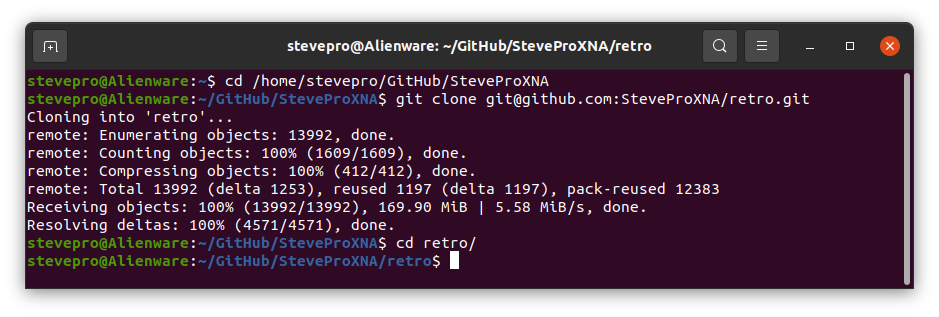 stevepro@Alienware: ~/GitHub/SteveProXNA/retro
stevepro@Alienware:~$ cd /home/stevepro/GitHub/SteveProXNA
stevepro@Alienware:~/GitHub/SteveProXNA$ git clone git@github.com:SteveProXNA/retro.git
Cloning into 'retro'...
remote: Enumerating objects: 13992, done.
remote: Counting objects: 100% (1609/1609), done.
remote: Compressing objects: 100% (412/412), done.
remote: Total 13992 (delta 1253), reused 1197 (delta 1197), pack-reused 12383
Receiving objects: 100% (13992/13992), 169.90 MiB | 5.58 MiB/s, done.
Resolving deltas: 100% (4571/4571), done.
stevepro@Alienware:~/GitHub/SteveProXNA$ cd retro/
stevepro@Alienware:~/GitHub/SteveProXNA/retro$